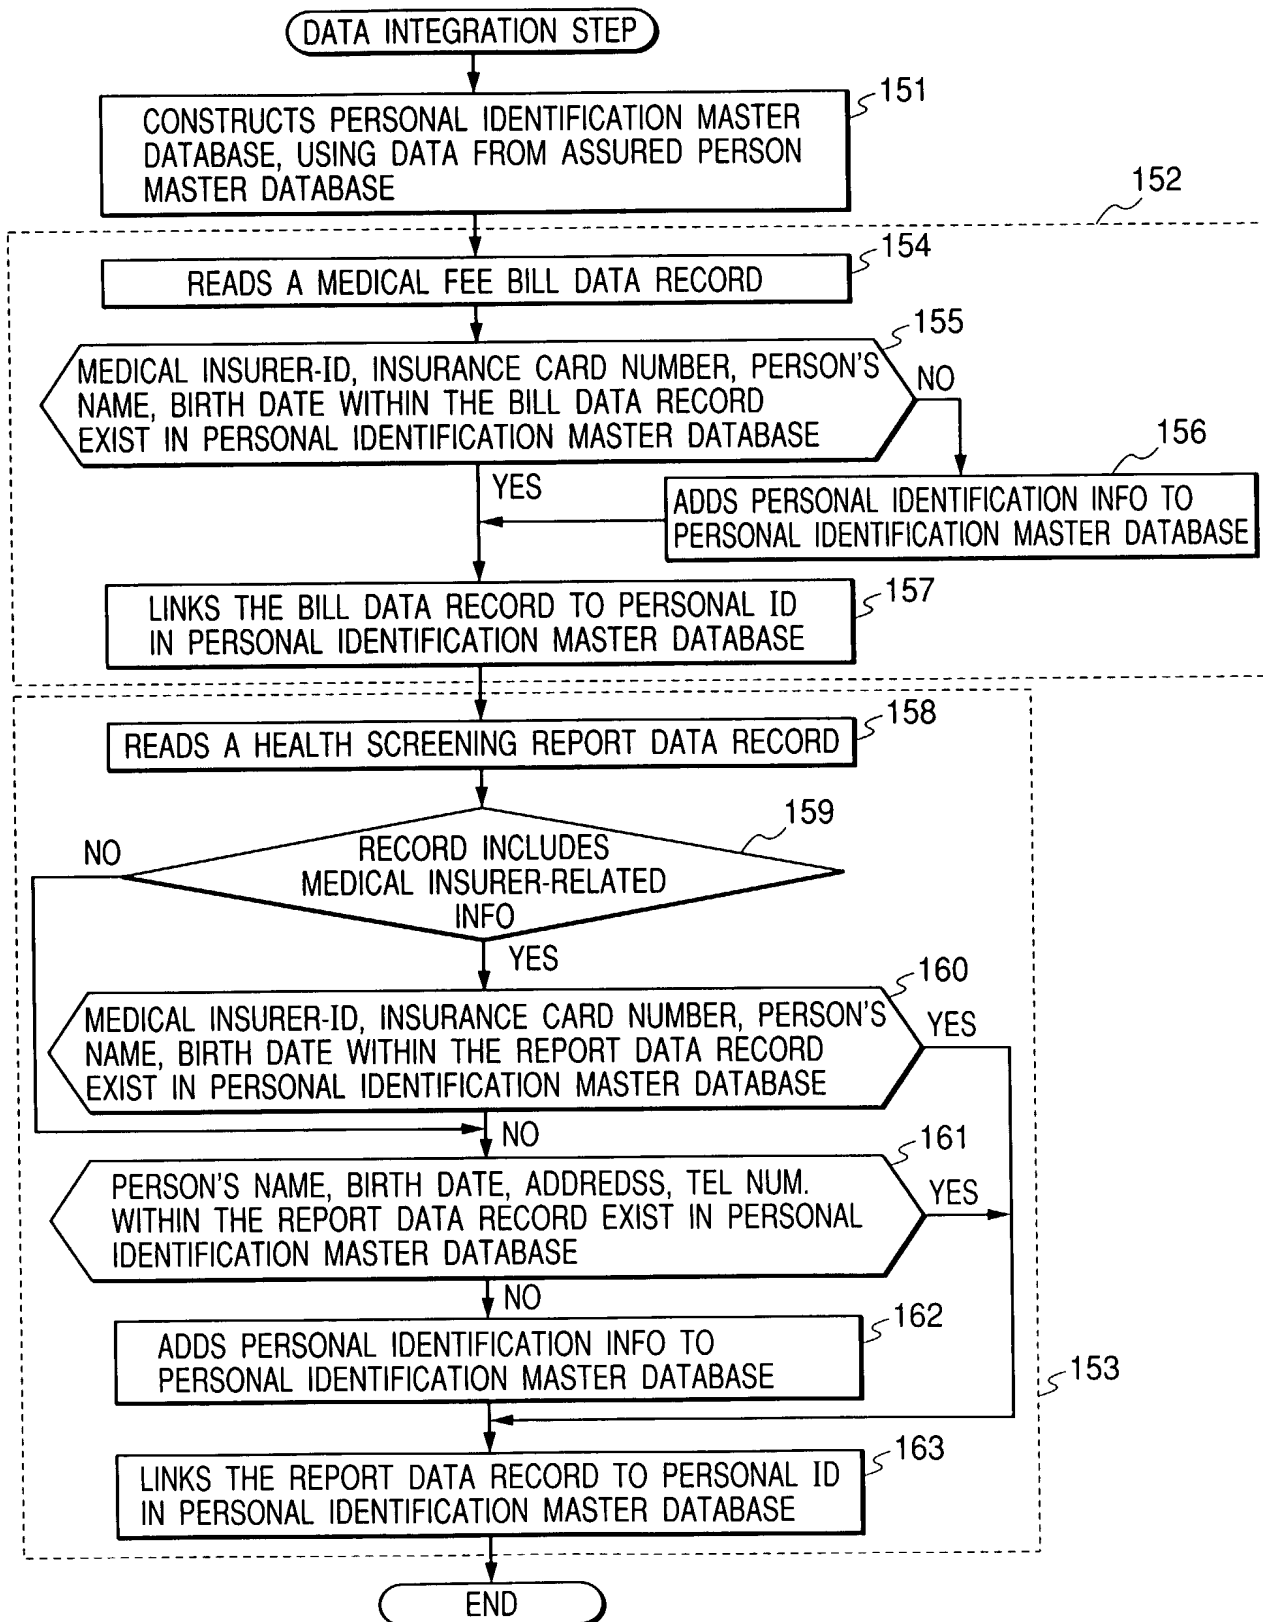 DATA INTEGRATION STEP
151
CONSTRUCTS PERSONAL IDENTIFICATION MASTER
DATABASE, USING DATA FROM ASSURED PERSON
MASTER DATABASE
152
154
READS A MEDICAL FEE BILL DATA RECORD
155
MEDICAL INSURER-ID, INSURANCE CARD NUMBER, PERSON'S
NAME, BIRTH DATE WITHIN THE BILL DATA RECORD
EXIST IN PERSONAL IDENTIFICATION MASTER DATABASE
NO
156
YES
ADDS PERSONAL IDENTIFICATION INFO TO
PERSONAL IDENTIFICATION MASTER DATABASE
157
LINKS THE BILL DATA RECORD TO PERSONAL ID
IN PERSONAL IDENTIFICATION MASTER DATABASE
158
READS A HEALTH SCREENING REPORT DATA RECORD
159
NO
RECORD INCLUDES
MEDICAL INSURER-RELATED
INFO
YES
160
MEDICAL INSURER-ID, INSURANCE CARD NUMBER, PERSON'S
NAME, BIRTH DATE WITHIN THE REPORT DATA RECORD
EXIST IN PERSONAL IDENTIFICATION MASTER DATABASE
YES
NO
161
PERSON'S NAME, BIRTH DATE, ADDREDSS, TEL NUM.
WITHIN THE REPORT DATA RECORD EXIST IN PERSONAL
IDENTIFICATION MASTER DATABASE
YES
NO
162
ADDS PERSONAL IDENTIFICATION INFO TO
PERSONAL IDENTIFICATION MASTER DATABASE
153
163
LINKS THE REPORT DATA RECORD TO PERSONAL ID
IN PERSONAL IDENTIFICATION MASTER DATABASE
END